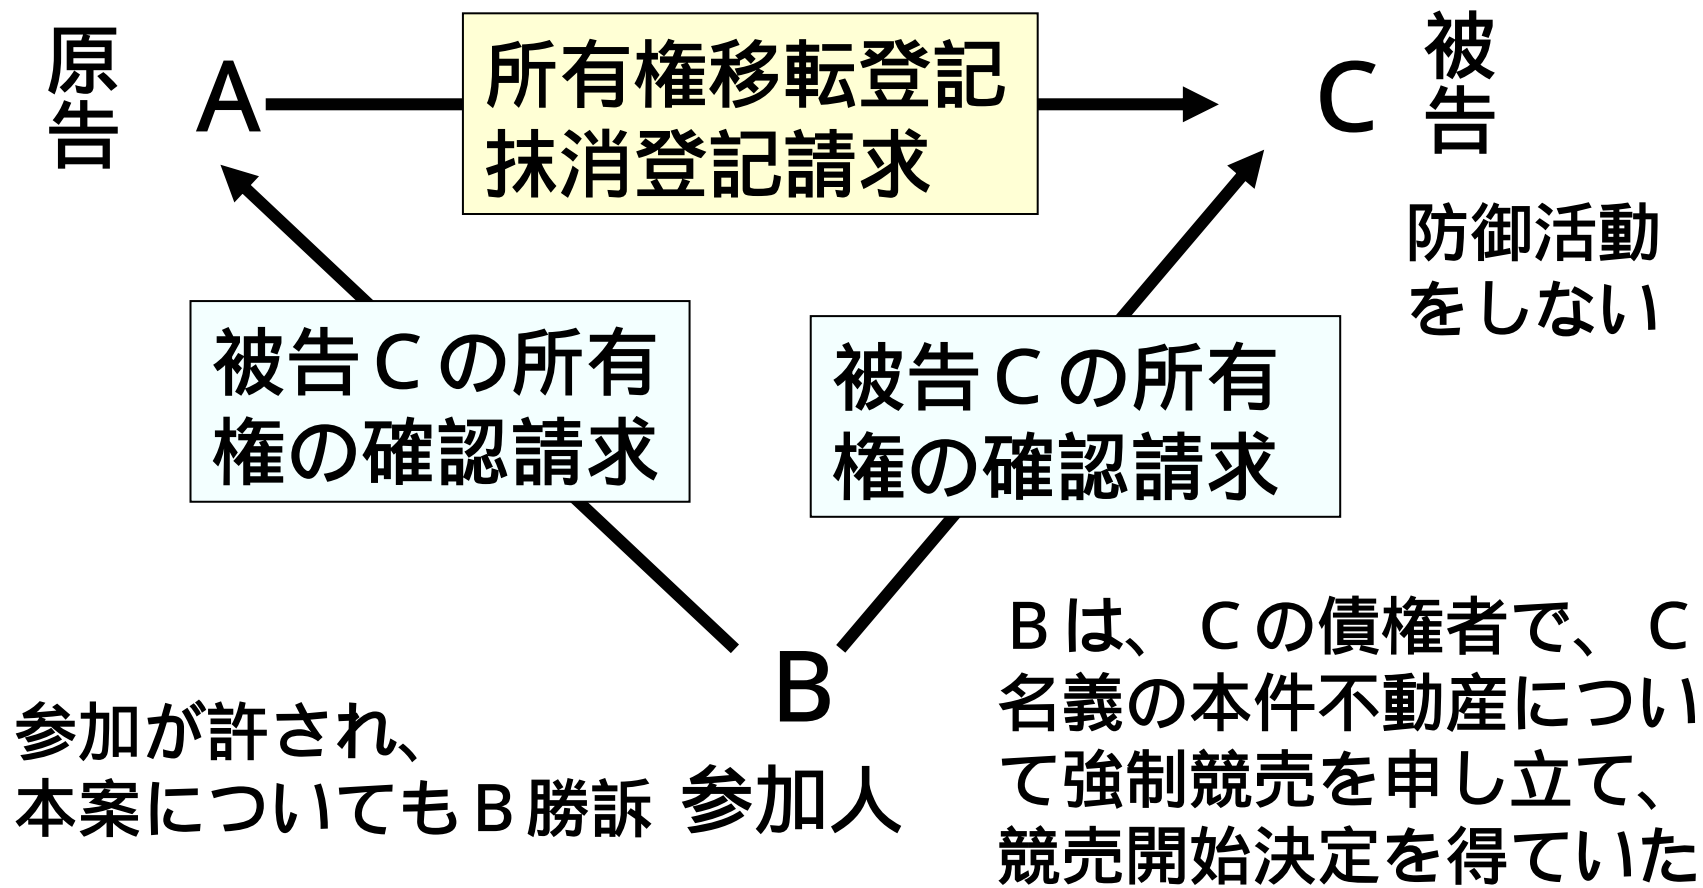 原告
A
所有権移転登記
抹消登記請求
C
被告
防御活動
をしない
被告Cの所有
権の確認請求
被告Cの所有
権の確認請求
B
参加人
参加が許され、
本案についてもB勝訴
Bは、Cの債権者で、C
名義の本件不動産につい
て強制競売を申し立て、
競売開始決定を得ていた